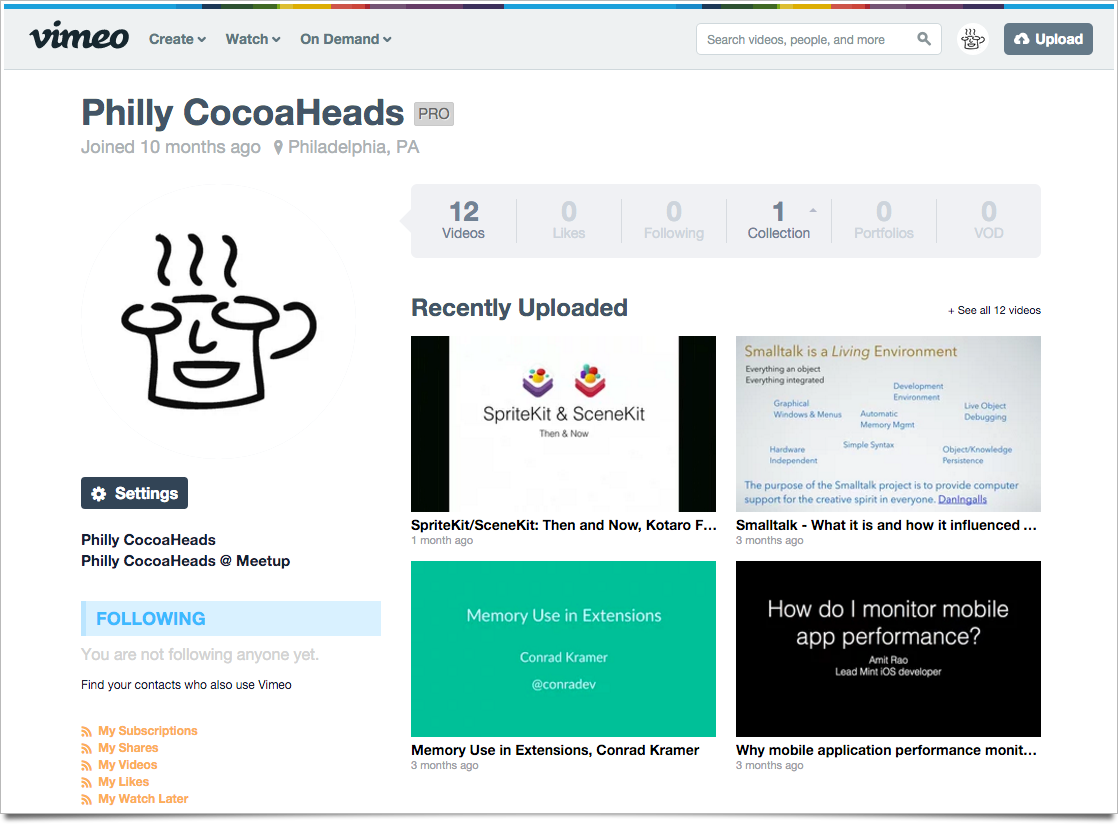 vimeo Create Watch On Demand Search videos, people, and more Upload
Philly CocoaHeads PRO
Joined 10 months ago Philadelphia, PA
12 0 0 1 0 0
Videos Likes Following Collection Portfolios VOD
Recently Uploaded + See all 12 videos
SpriteKit & SceneKit
Then & Now
SpriteKit/SceneKit: Then and Now, Kotaro F...
1 month ago
Smalltalk is a Living Environment
Everything an object
Everything integrated
Development
Environment
Graphical
Windows & Menus
Automatic
Memory Mgmt
Live Object
Debugging
Simple Syntax
Hardware
Independent
Object/Knowledge
Persistence
The purpose of the Smalltalk project is to provide computer
support for the creative spirit in everyone. DanIngalls
Smalltalk - What it is and how it influenced ...
3 months ago
Memory Use in Extensions
Conrad Kramer
@conradev
Memory Use in Extensions, Conrad Kramer
3 months ago
How do I monitor mobile
app performance?
Amit Rao
Lead Mint iOS developer
Why mobile application performance monit...
3 months ago
Settings
Philly CocoaHeads
Philly CocoaHeads @ Meetup
FOLLOWING
You are not following anyone yet.
Find your contacts who also use Vimeo
My Subscriptions
My Shares
My Videos
My Likes
My Watch Later